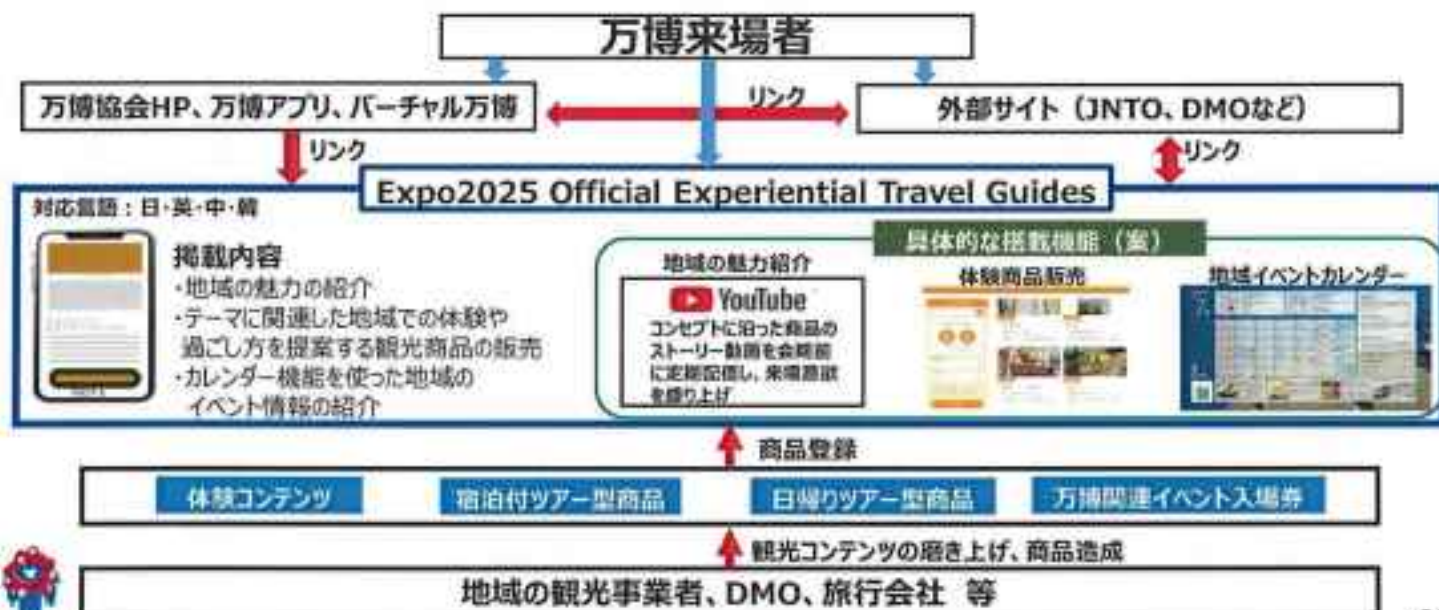 万博来場者
万博協会HP、万博アプリ、バーチャル万博
リンク
外部サイト（JNTO、DMOなど）
リンク
リンク
Expo2025 Official Experiential Travel Guides
対応言語：日・英・中・韓
掲載内容
・地域の魅力の紹介
・テーマに関連した地域での体験や
過ごし方を提案する観光商品の販売
・カレンダー機能を使った地域の
イベント情報の紹介
具体的な搭載機能（案）
地域の魅力紹介
YouTube
コンセプトに沿った商品の
ストーリー動画を会期前
に定期配信し、来場意欲
を盛り上げ
体験商品販売
地域イベントカレンダー
商品登録
体験コンテンツ
宿泊付ツアー型商品
日帰りツアー型商品
万博関連イベント入場券
観光コンテンツの磨き上げ、商品造成
地域の観光事業者、DMO、旅行会社 等